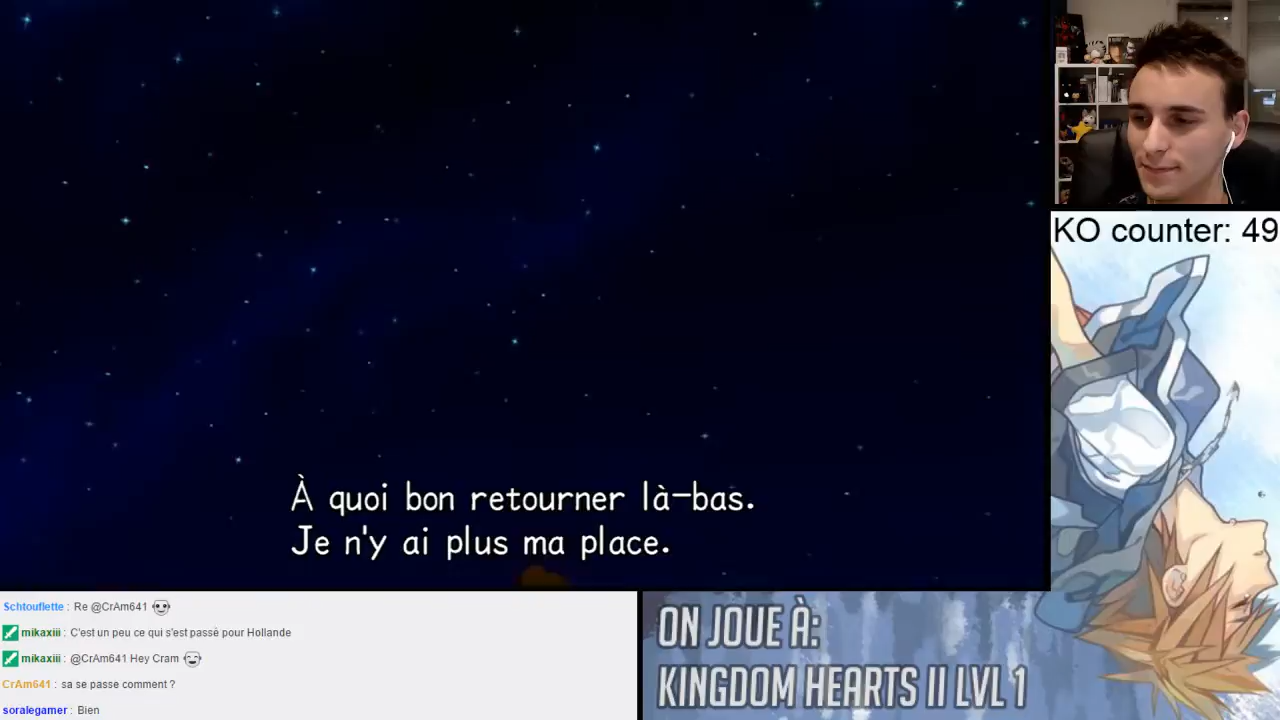 KO counter: 49
À quoi bon retourner là-bas.
Je n'y ai plus ma place.
Schtouflette : Re @CrAm641
mikaxiii : C'est un peu ce qui s'est passè pour Hollande
mikaxiii : @CrAm641 Hey Cram
CrAm641 : sa se passe comment ?
soralegamer : Bien
ON JOUE À:
KINGDOM HEARTS II LVL 1